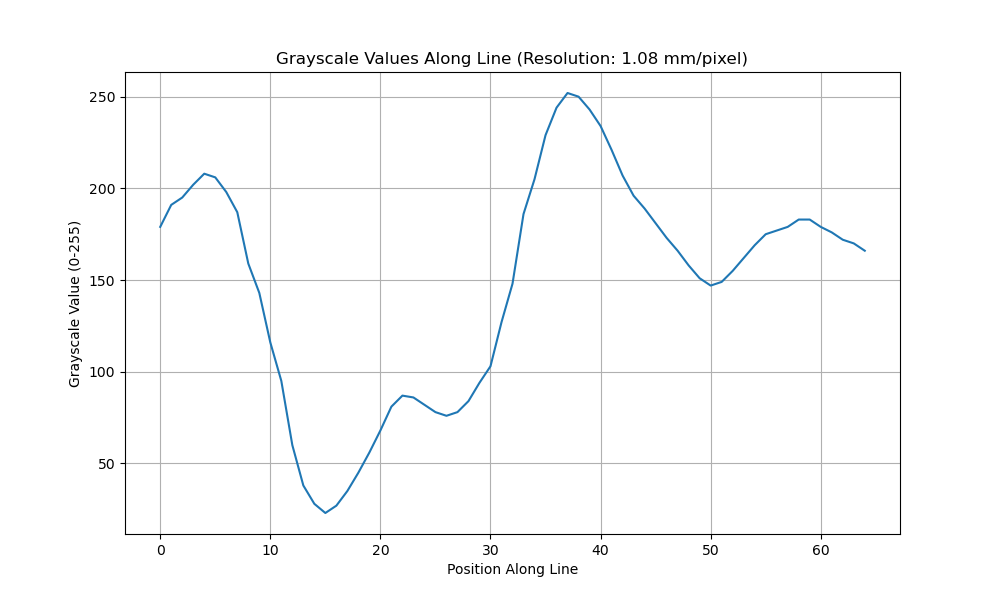 Grayscale Values Along Line (Resolution: 1.08 mm/pixel)
Grayscale Value (0-255)
250
200
150
100
50
0 10 20 30 40 50 60
Position Along Line